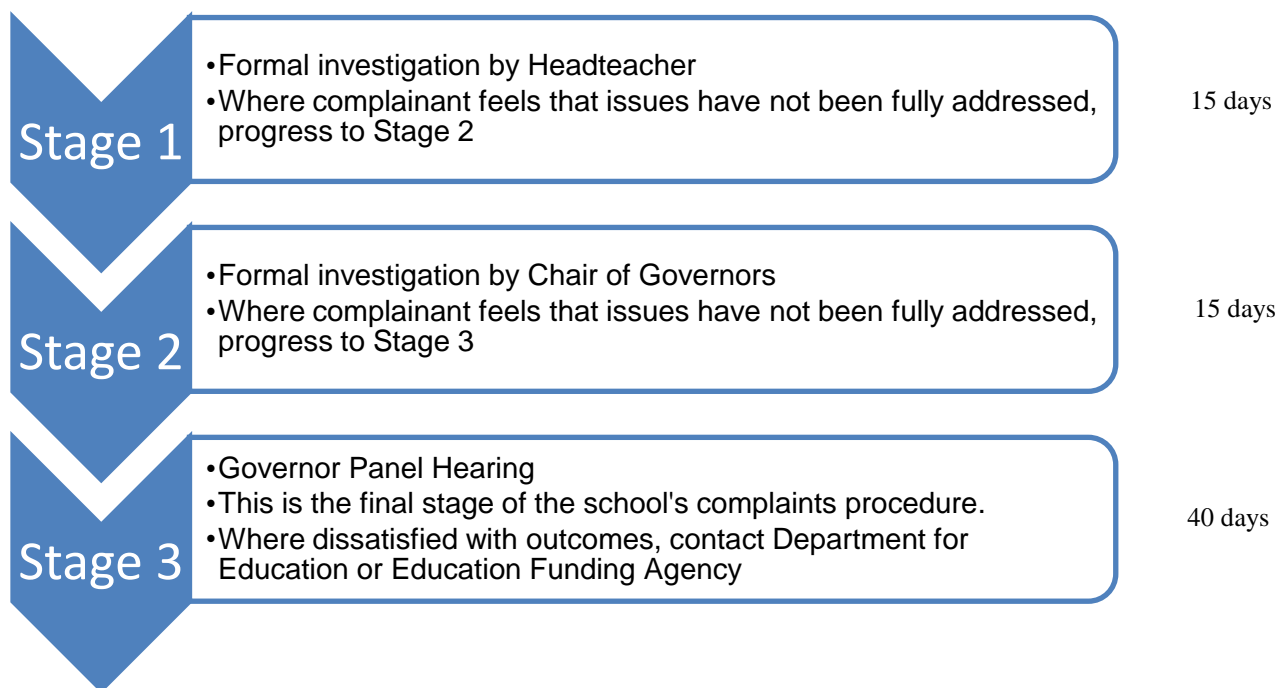 Stage 1
•Formal investigation by Headteacher
•Where complainant feels that issues have not been fully addressed,
progress to Stage 2
15 days
Stage 2
•Formal investigation by Chair of Governors
•Where complainant feels that issues have not been fully addressed,
progress to Stage 3
15 days
Stage 3
•Governor Panel Hearing
•This is the final stage of the school's complaints procedure.
•Where dissatisfied with outcomes, contact Department for
Education or Education Funding Agency
40 days